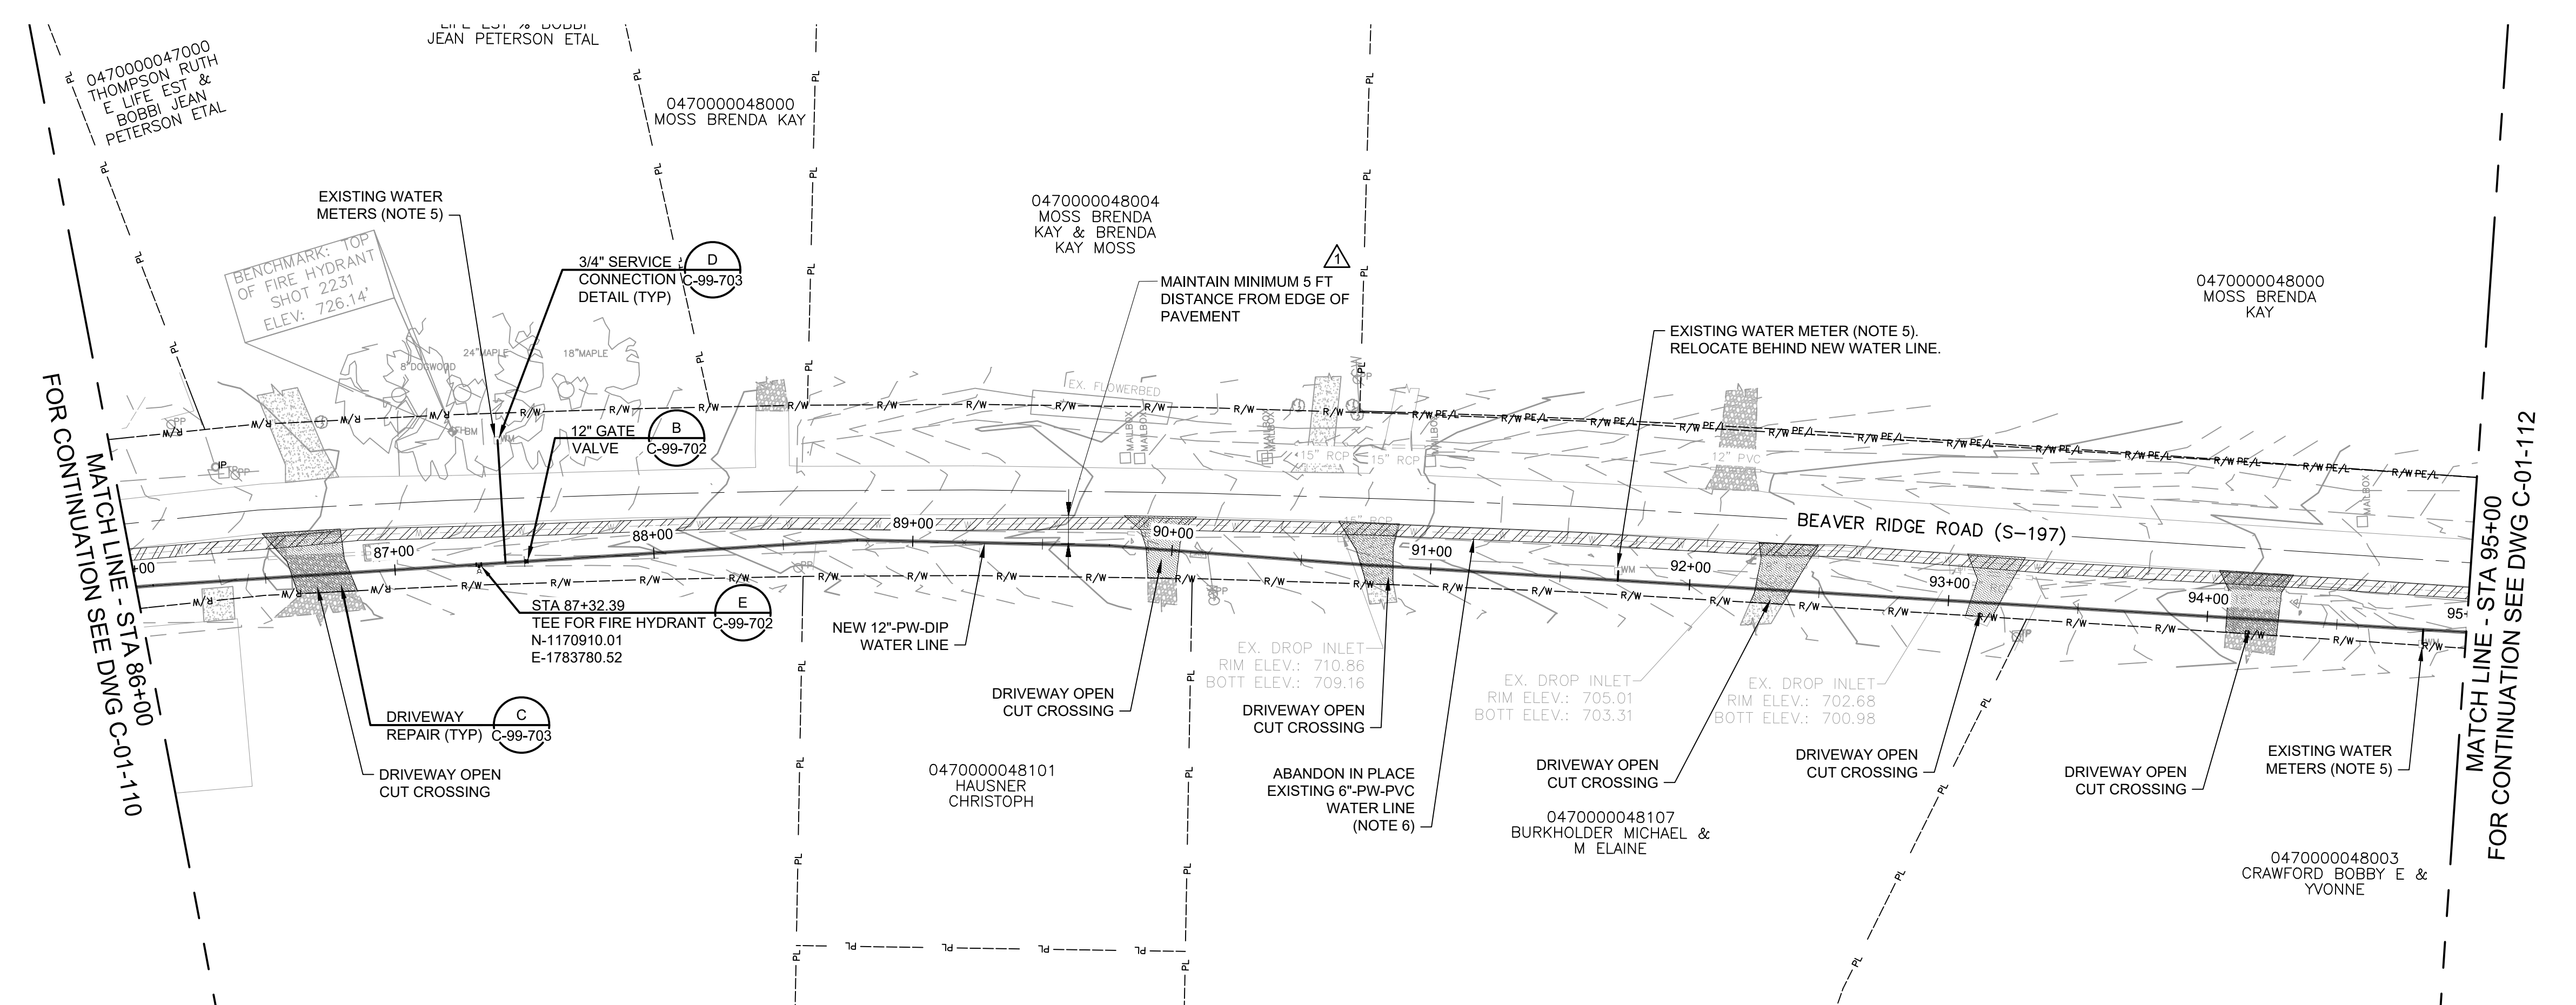 JEAN PETERSON ETAL
0470000047000
THOMPSON RUTH
E LIFE EST &
BOBBI JEAN
PETERSON ETAL
0470000048000
MOSS BRENDA KAY
EXISTING WATER
METERS (NOTE 5)
BENCHMARK: TOP
OF FIRE HYDRANT
SHOT 2231
ELEV: 726.14'
3/4" SERVICE
CONNECTION
DETAIL (TYP)
D
C-99-703
0470000048004
MOSS BRENDA
KAY & BRENDA
KAY MOSS
1
MAINTAIN MINIMUM 5 FT
DISTANCE FROM EDGE OF
PAVEMENT
0470000048000
MOSS BRENDA
KAY
EXISTING WATER METER (NOTE 5).
RELOCATE BEHIND NEW WATER LINE.
24"MAPLE
18"MAPLE
8"DOGWOOD
EX. FLOWERBED
12" GATE
VALVE
B
C-99-702
MAILBOX
MAILBOX
MAILBOX
MAILBOX
MAILBOX
15" RCP
15" RCP
12" PVC
BEAVER RIDGE ROAD (S-197)
+00
87+00
88+00
89+00
90+00
91+00
92+00
93+00
94+00
95+
MATCH LINE - STA 86+00
FOR CONTINUATION SEE DWG C-01-110
STA 87+32.39
TEE FOR FIRE HYDRANT
N-1170910.01
E-1783780.52
E
C-99-702
NEW 12"-PW-DIP
WATER LINE
DRIVEWAY
REPAIR (TYP)
C
C-99-703
DRIVEWAY OPEN
CUT CROSSING
DRIVEWAY OPEN
CUT CROSSING
EX. DROP INLET
RIM ELEV.: 710.86
BOTT ELEV.: 709.16
DRIVEWAY OPEN
CUT CROSSING
EX. DROP INLET
RIM ELEV.: 705.01
BOTT ELEV.: 703.31
EX. DROP INLET
RIM ELEV.: 702.68
BOTT ELEV.: 700.98
0470000048101
HAUSNER
CHRISTOPH
ABANDON IN PLACE
EXISTING 6"-PW-PVC
WATER LINE
(NOTE 6)
DRIVEWAY OPEN
CUT CROSSING
0470000048107
BURKHOLDER MICHAEL &
M ELAINE
DRIVEWAY OPEN
CUT CROSSING
DRIVEWAY OPEN
CUT CROSSING
EXISTING WATER
METERS (NOTE 5)
0470000048003
CRAWFORD BOBBY E &
YVONNE
MATCH LINE - STA 95+00
FOR CONTINUATION SEE DWG C-01-112